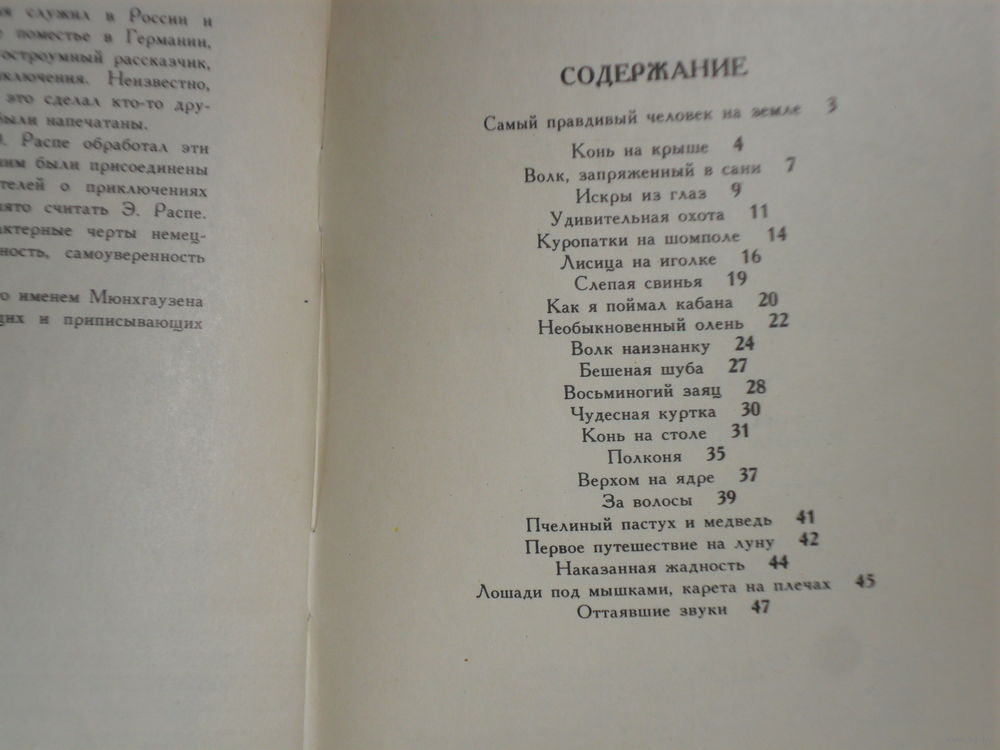 служил в России и
поместье в Германии,
остроумный рассказчик,
Неизвестно,
это сделал кто-то дру-
были напечатаны.
Распе обработал эти
ним были присоединены
о приключениях
считать Э. Распе.
черты немец-
самоуверенность
именем Мюнхгаузена
и приписывающих
СОДЕРЖАНИЕ
Самый правдивый человек на земле 3
Конь на крыше 4
Волк, запряженный в сани 7
Искры из глаз 9
Удивительная охота 11
Куропатки на шомполе 14
Лисица на иголке 16
Слепая свинья 19
Как я поймал кабана 20
Необыкновенный олень 22
Волк наизнанку 24
Бешеная шуба 27
Восьминогий заяц 28
Чудесная куртка 30
Конь на столе 31
Полконя 35
Верхом на ядре 37
За волосы 39
Пчелиный пастух и медведь 41
Первое путешествие на луну 42
Наказанная жадность 44
Лошади под мышками, карета на плечах 45
Оттаявшие звуки 47